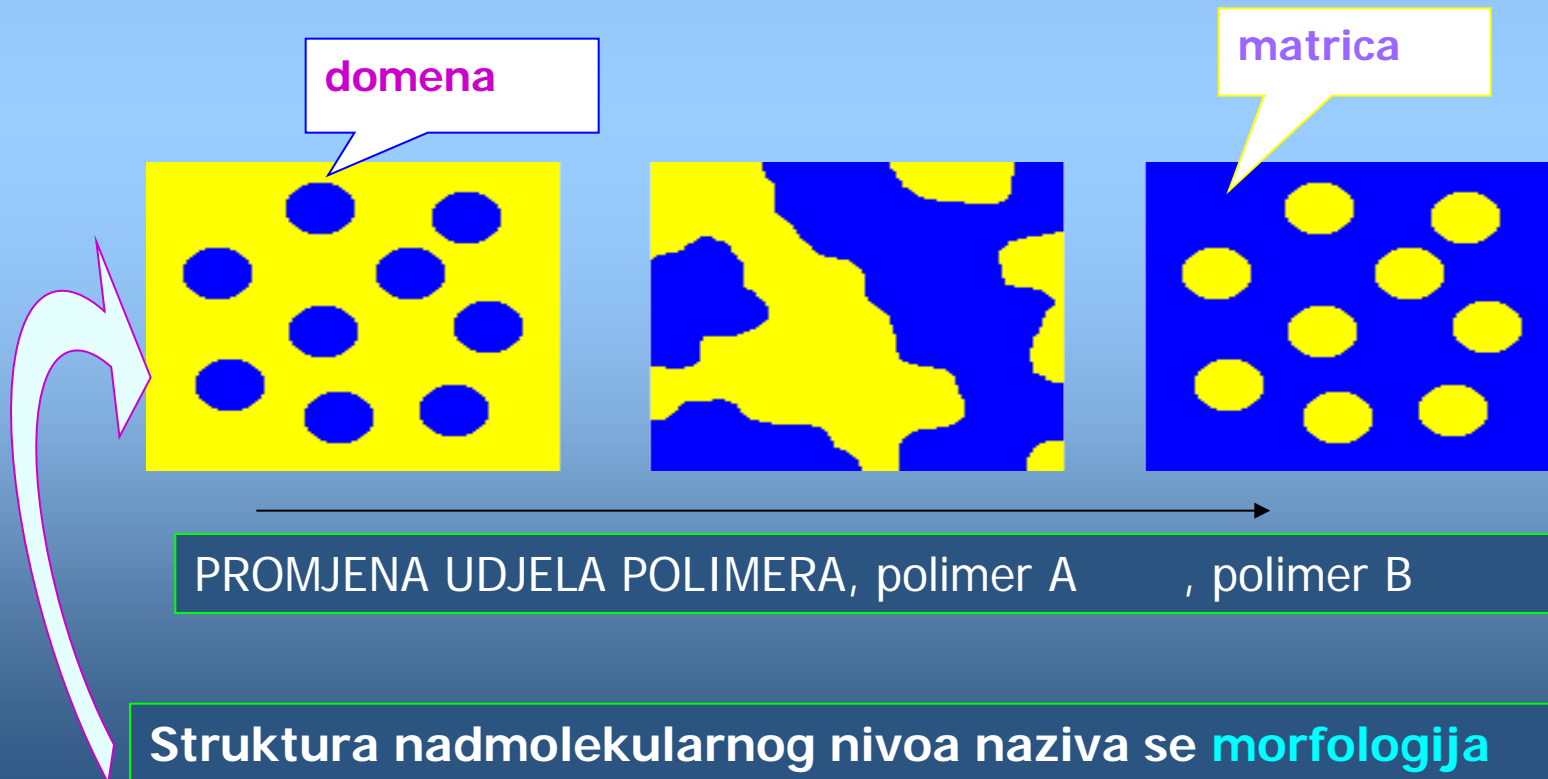 domena
matrica
PROMJENA UDJELA POLIMERA, polimer A , polimer B
Struktura nadmolekularnog nivoa naziva se morfologija